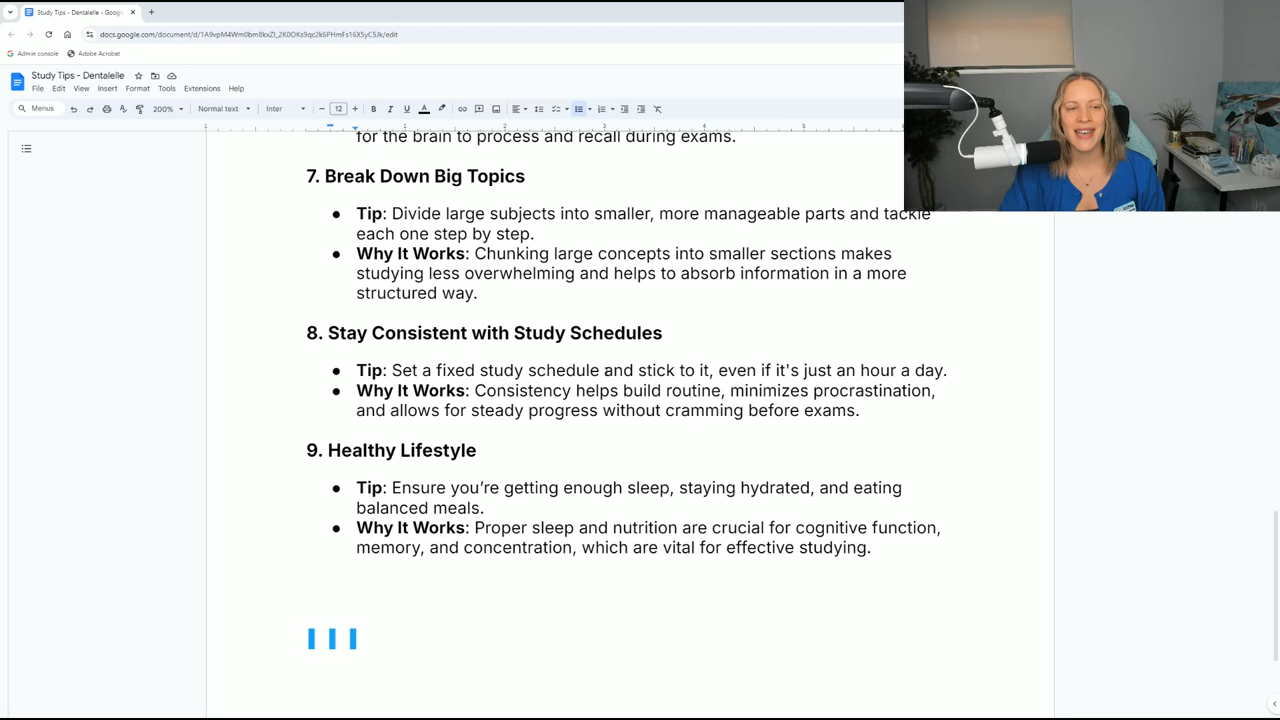 Study Tips - Dentalelle - Googl
docs.google.com/document/d/1A9vpM4Wm0bm8kxZI_2K0OKs9qc2k6PHmFs16X5yC5Jk/edit
Admin console Adobe Acrobat
Study Tips - Dentalelle
File Edit View Insert Format Tools Extensions Help
Menus 200% Normal text Inter 12 B I U A
1 1 2 3 4 5
for the brain to process and recall during exams.
7. Break Down Big Topics
● Tip: Divide large subjects into smaller, more manageable parts and tackle
each one step by step.
● Why It Works: Chunking large concepts into smaller sections makes
studying less overwhelming and helps to absorb information in a more
structured way.
8. Stay Consistent with Study Schedules
● Tip: Set a fixed study schedule and stick to it, even if it's just an hour a day.
● Why It Works: Consistency helps build routine, minimizes procrastination,
and allows for steady progress without cramming before exams.
9. Healthy Lifestyle
● Tip: Ensure you’re getting enough sleep, staying hydrated, and eating
balanced meals.
● Why It Works: Proper sleep and nutrition are crucial for cognitive function,
memory, and concentration, which are vital for effective studying.